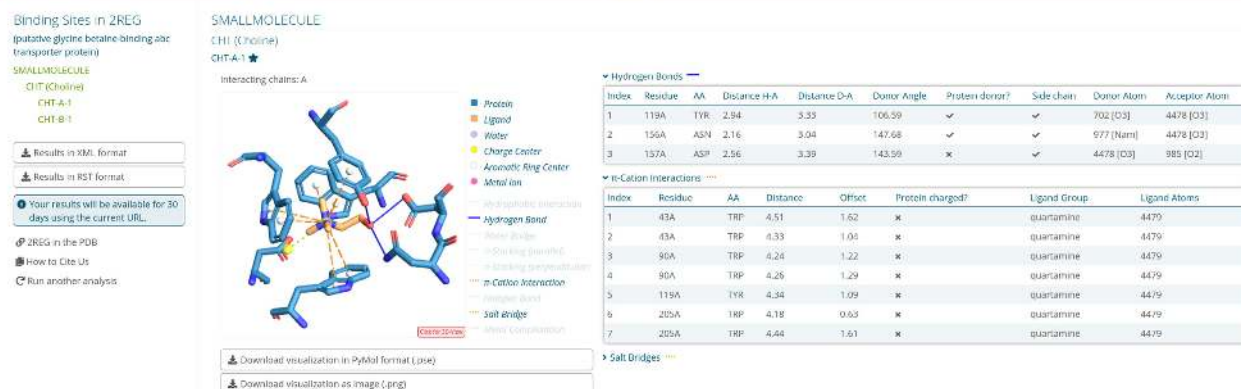 Binding Sites in 2REG
(putative glycine betaine-binding abc
transporter protein)
SMALLMOLECULE
CHT (Choline)
CHT-A-1
CHT-B-1
Results in XML format
Results in RST format
Your results will be available for 30
days using the current URL.
2REG in the PDB
How to Cite Us
Run another analysis
SMALLMOLECULE
CHT (Choline)
CHT-A-1
Interacting chains: A
Protein
Ligand
Water
Charge Center
Aromatic Ring Center
Metal Ion
Hydrophobic Interaction
Hydrogen Bond
Water Bridge
π-Stacking (parallel)
π-Stacking (perpendicular)
π-Cation Interaction
Halogen Bond
Salt Bridge
Metal Complexation
Click for 3D-View
Download visualization in PyMol format (.pse)
Download visualization as image (.png)
Hydrogen Bonds
Index Residue AA Distance H-A Distance D-A Donor Angle Protein donor? Side chain Donor Atom Acceptor Atom
1 119A TYR 2.94 3.33 106.59 ✓ ✓ 702 [O3] 4478 [O3]
2 156A ASN 2.16 3.04 147.68 ✓ ✓ 977 [Nam] 4478 [O3]
3 157A ASP 2.56 3.39 143.59 ✗ ✓ 4478 [O3] 985 [O2]
π-Cation Interactions
Index Residue AA Distance Offset Protein charged? Ligand Group Ligand Atoms
1 43A TRP 4.51 1.62 ✗ quartamine 4479
2 43A TRP 4.33 1.04 ✗ quartamine 4479
3 90A TRP 4.24 1.22 ✗ quartamine 4479
4 90A TRP 4.26 1.29 ✗ quartamine 4479
5 119A TYR 4.34 1.09 ✗ quartamine 4479
6 205A TRP 4.18 0.63 ✗ quartamine 4479
7 205A TRP 4.44 1.61 ✗ quartamine 4479
Salt Bridges